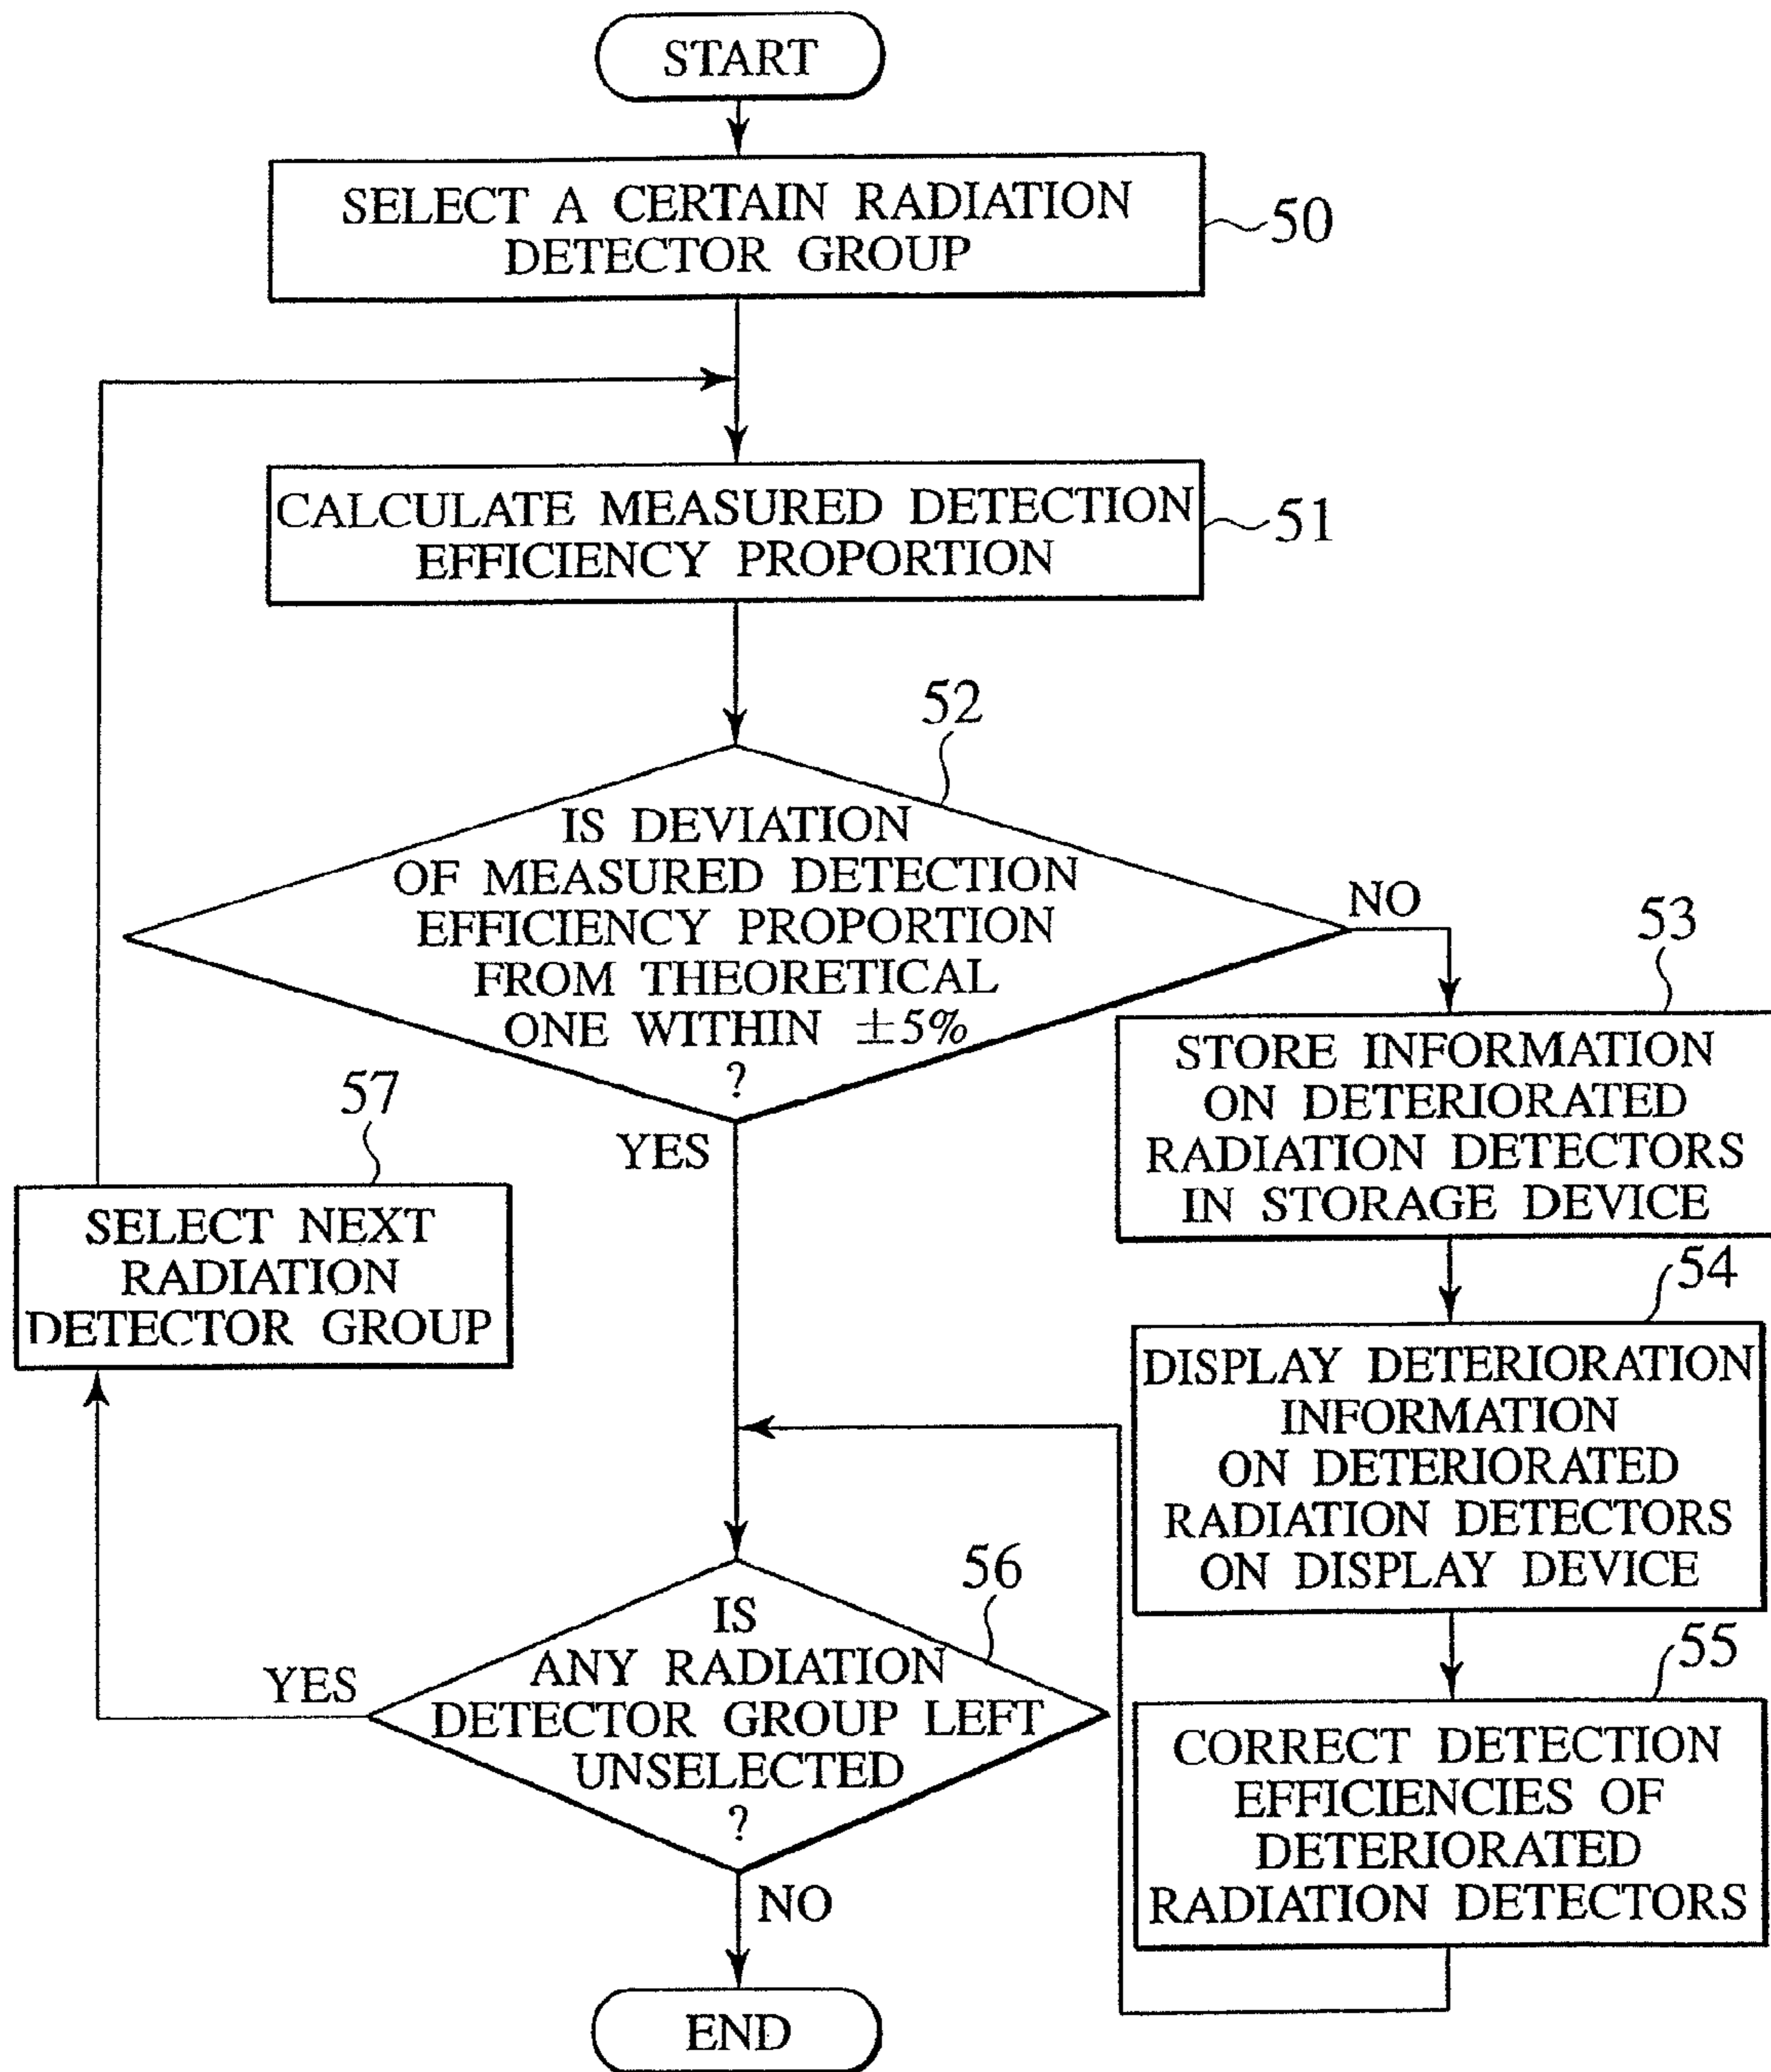 START
SELECT A CERTAIN RADIATION
DETECTOR GROUP
50
CALCULATE MEASURED DETECTION
EFFICIENCY PROPORTION
51
52
IS DEVIATION
OF MEASURED DETECTION
EFFICIENCY PROPORTION
FROM THEORETICAL
ONE WITHIN ±5%
?
NO
YES
53
STORE INFORMATION
ON DETERIORATED
RADIATION DETECTORS
IN STORAGE DEVICE
57
SELECT NEXT
RADIATION
DETECTOR GROUP
54
DISPLAY DETERIORATION
INFORMATION
ON DETERIORATED
RADIATION DETECTORS
ON DISPLAY DEVICE
56
IS
ANY RADIATION
DETECTOR GROUP LEFT
UNSELECTED
?
YES
NO
55
CORRECT DETECTION
EFFICIENCIES OF
DETERIORATED
RADIATION DETECTORS
END